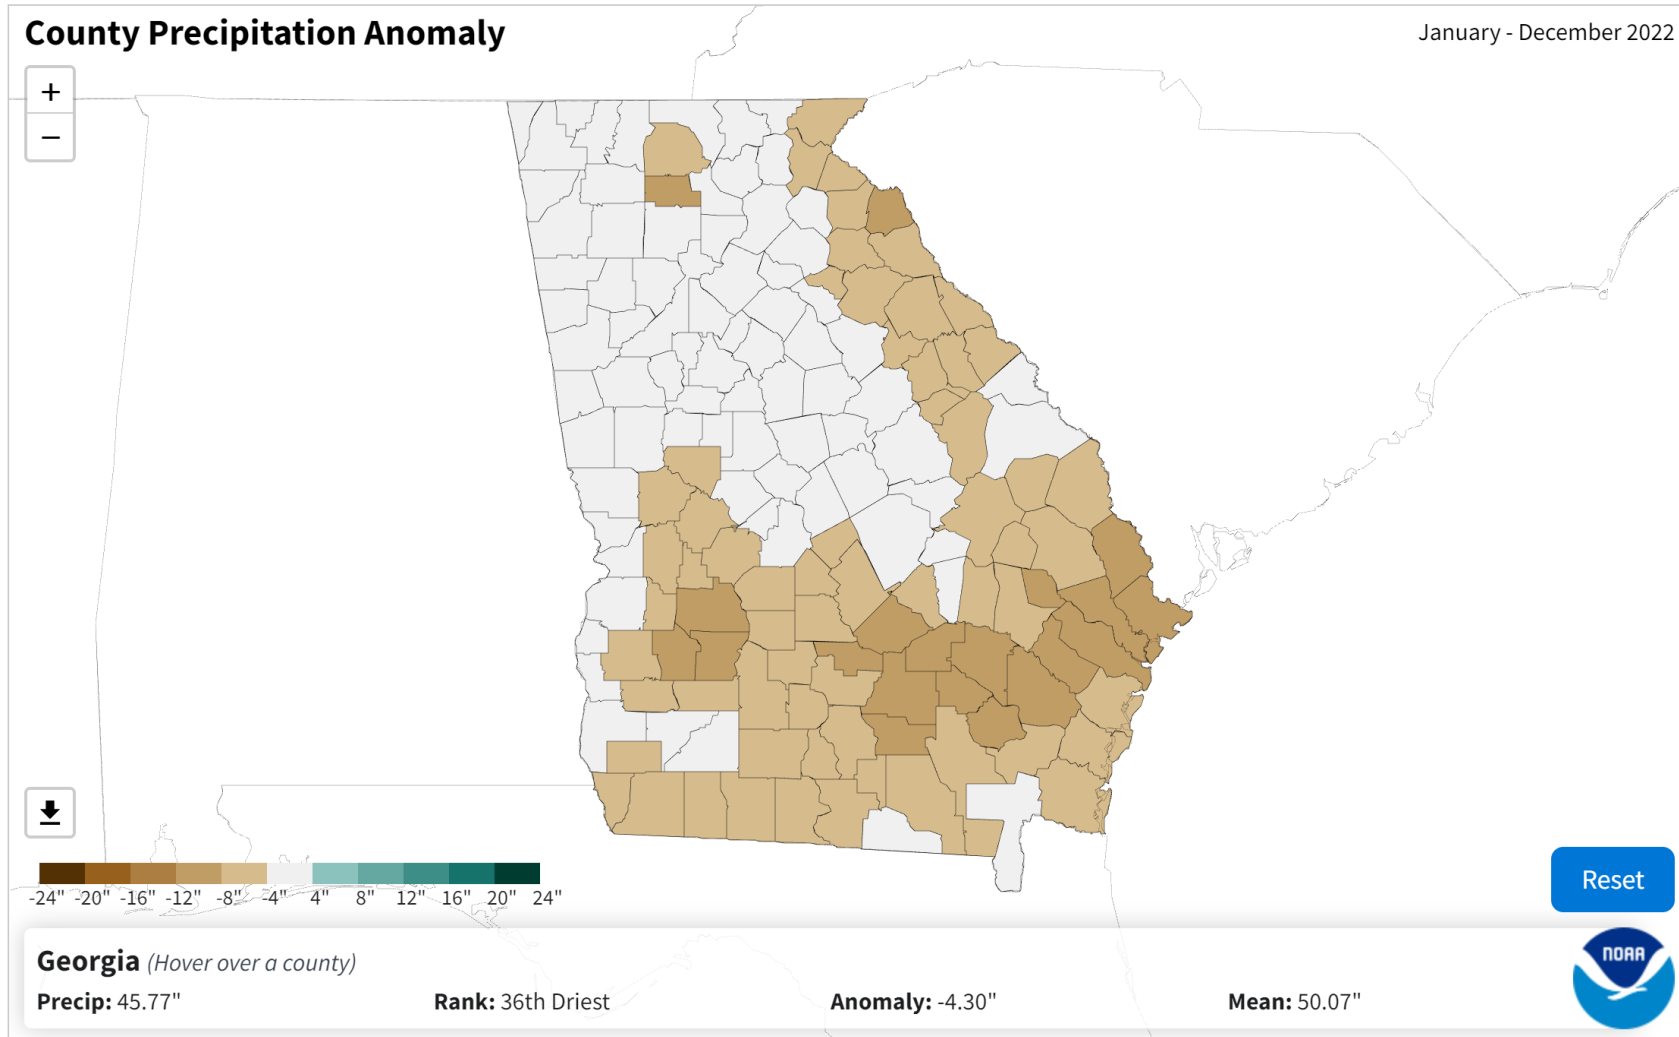 County Precipitation Anomaly
January - December 2022
+
−
-24" -20" -16" -12" -8" -4" 4" 8" 12" 16" 20" 24"
Reset
Georgia (Hover over a county)
Precip: 45.77" Rank: 36th Driest Anomaly: -4.30" Mean: 50.07"
NOAA